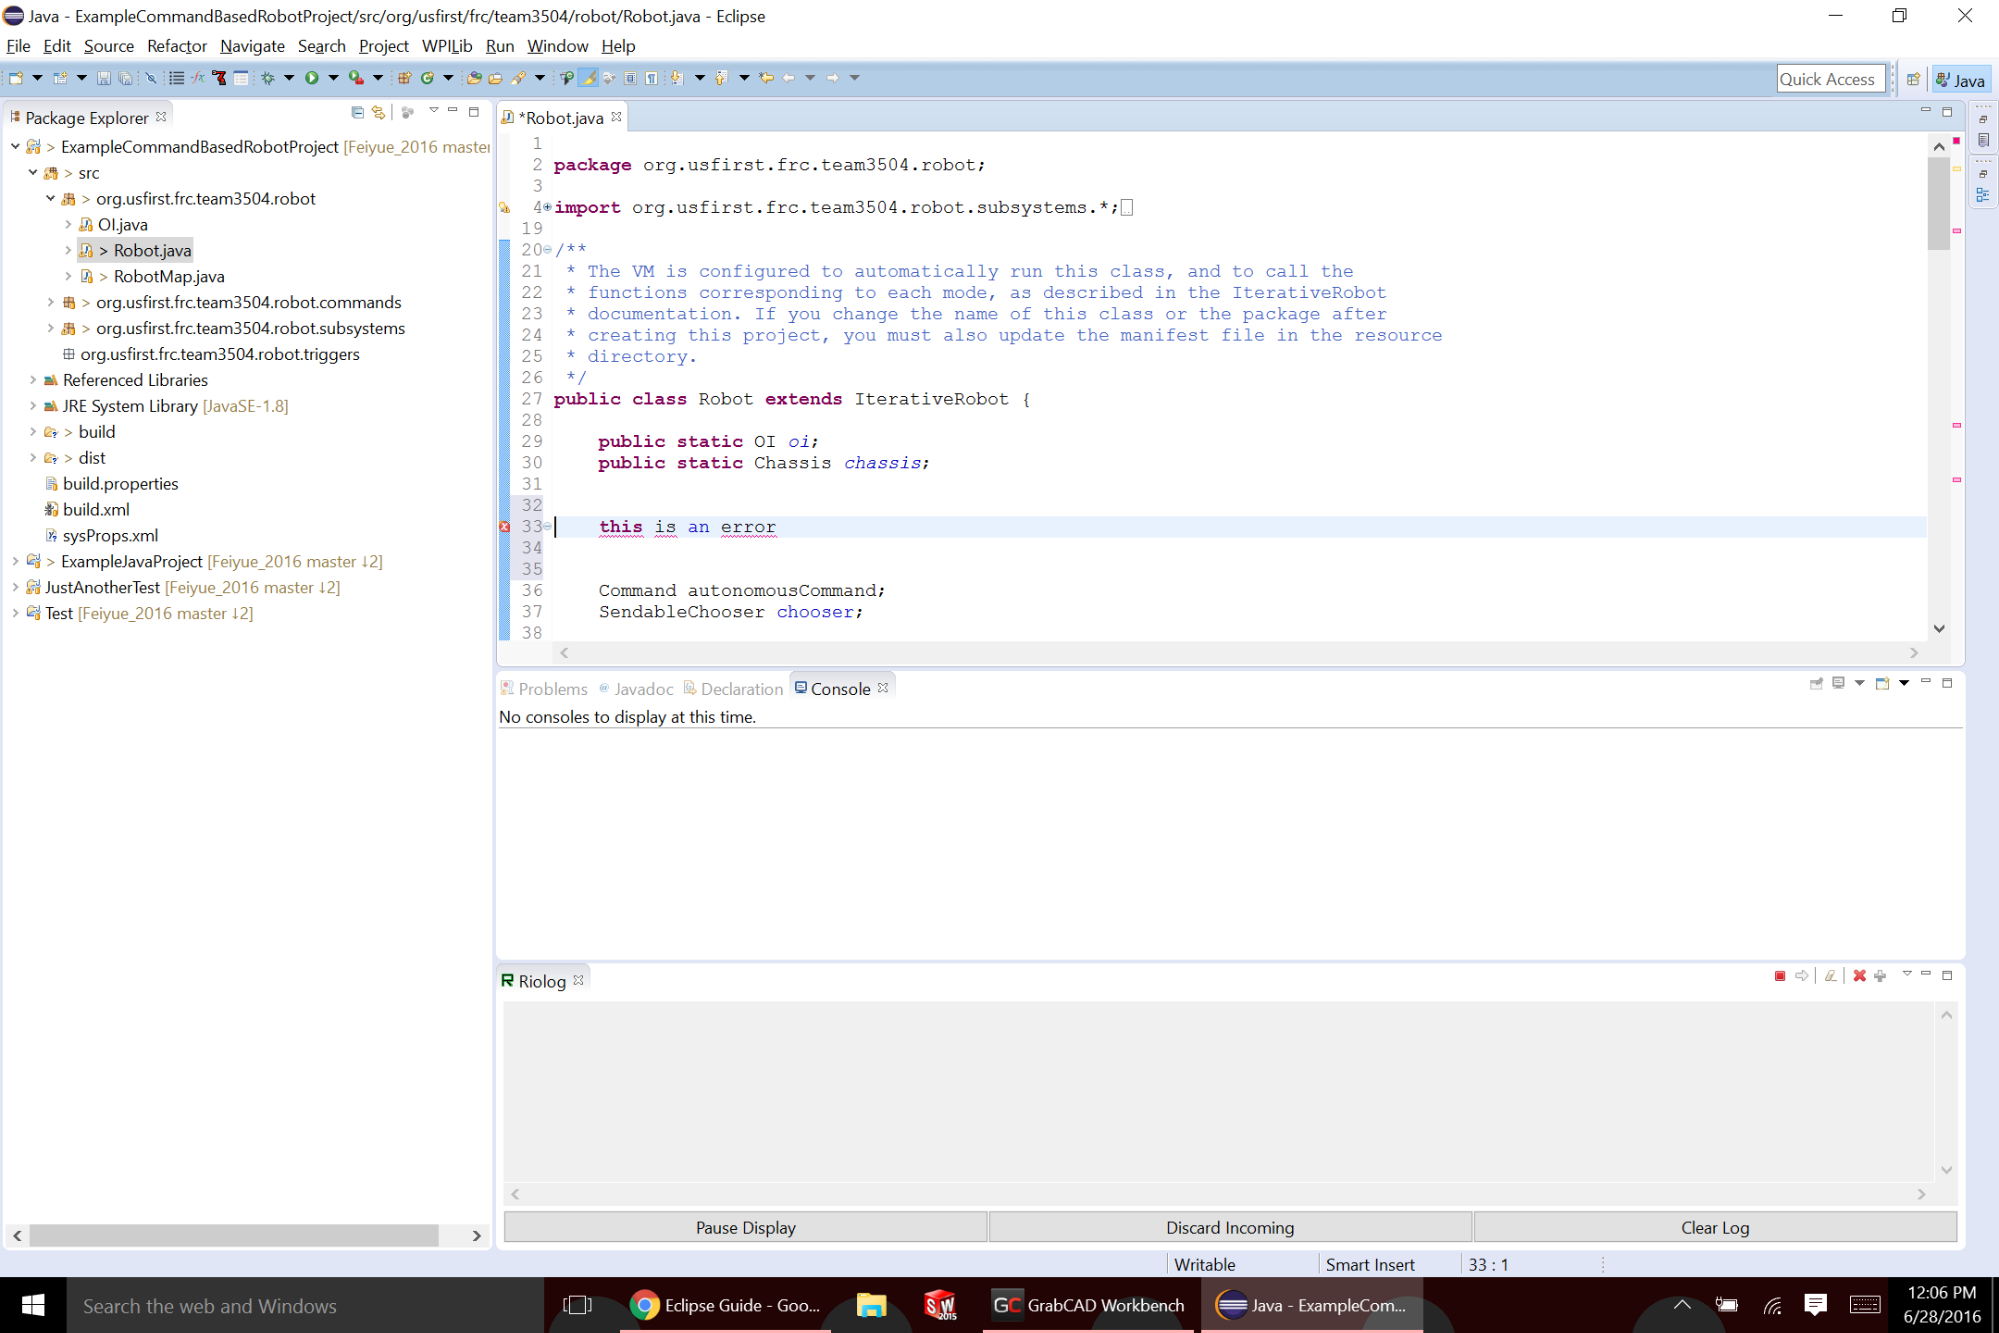 Java - ExampleCommandBasedRobotProject/src/org/usfirst/frc/team3504/robot/Robot.java - Eclipse
File Edit Source Refactor Navigate Search Project WPILib Run Window Help
Quick Access
Java
Package Explorer
> ExampleCommandBasedRobotProject [Feiyue_2016 master
> src
> org.usfirst.frc.team3504.robot
OI.java
> Robot.java
> RobotMap.java
> org.usfirst.frc.team3504.robot.commands
> org.usfirst.frc.team3504.robot.subsystems
org.usfirst.frc.team3504.robot.triggers
Referenced Libraries
JRE System Library [JavaSE-1.8]
> build
> dist
build.properties
build.xml
sysProps.xml
> ExampleJavaProject [Feiyue_2016 master ↓2]
JustAnotherTest [Feiyue_2016 master ↓2]
Test [Feiyue_2016 master ↓2]
*Robot.java
1
2 package org.usfirst.frc.team3504.robot;
3
4 import org.usfirst.frc.team3504.robot.subsystems.*;
19
20 /**
21 * The VM is configured to automatically run this class, and to call the
22 * functions corresponding to each mode, as described in the IterativeRobot
23 * documentation. If you change the name of this class or the package after
24 * creating this project, you must also update the manifest file in the resource
25 * directory.
26 */
27 public class Robot extends IterativeRobot {
28
29 public static OI oi;
30 public static Chassis chassis;
31
32
33 this is an error
34
35
36 Command autonomousCommand;
37 SendableChooser chooser;
38
Problems @ Javadoc Declaration Console
No consoles to display at this time.
R Riolog
Pause Display Discard Incoming Clear Log
Writable Smart Insert 33 : 1
Search the web and Windows
Eclipse Guide - Goo...
SW 2015
GC GrabCAD Workbench
Java - ExampleCom...
12:06 PM
6/28/2016